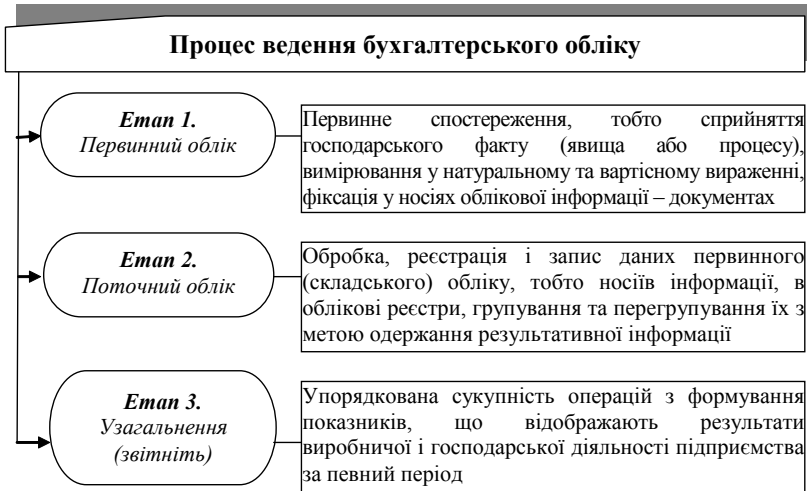 Процес ведення бухгалтерського обліку
Етап 1.
Первинний облік
Первинне спостереження, тобто сприйняття
господарського факту (явища або процесу),
вимірювання у натуральному та вартісному вираженні,
фіксація у носіях облікової інформації – документах
Етап 2.
Поточний облік
Обробка, реєстрація і запис даних первинного
(складського) обліку, тобто носіїв інформації, в
облікові реєстри, групування та перегрупування їх з
метою одержання результативної інформації
Етап 3.
Узагальнення
(звітність)
Упорядкована сукупність операцій з формування
показників, що відображають результати
виробничої і господарської діяльності підприємства
за певний період